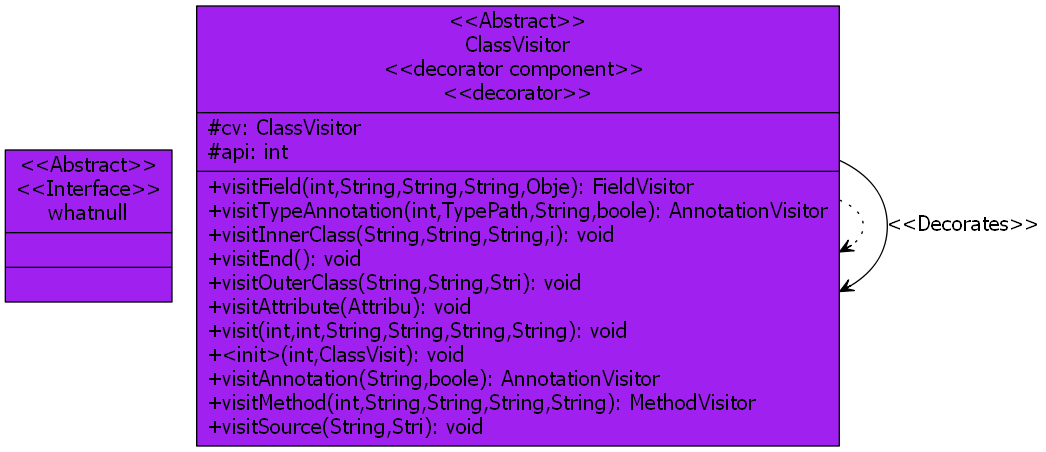 <<Abstract>>
<<Interface>>
whatnull
<<Abstract>>
ClassVisitor
<<decorator component>>
<<decorator>>
#cv: ClassVisitor
#api: int
+visitField(int,String,String,String,Obje): FieldVisitor
+visitTypeAnnotation(int,TypePath,String,boole): AnnotationVisitor
+visitInnerClass(String,String,String,i): void
+visitEnd(): void
+visitOuterClass(String,String,Stri): void
+visitAttribute(Attribu): void
+visit(int,int,String,String,String,String): void
+<init>(int,ClassVisit): void
+visitAnnotation(String,boole): AnnotationVisitor
+visitMethod(int,String,String,String,String): MethodVisitor
+visitSource(String,Stri): void
<<Decorates>>